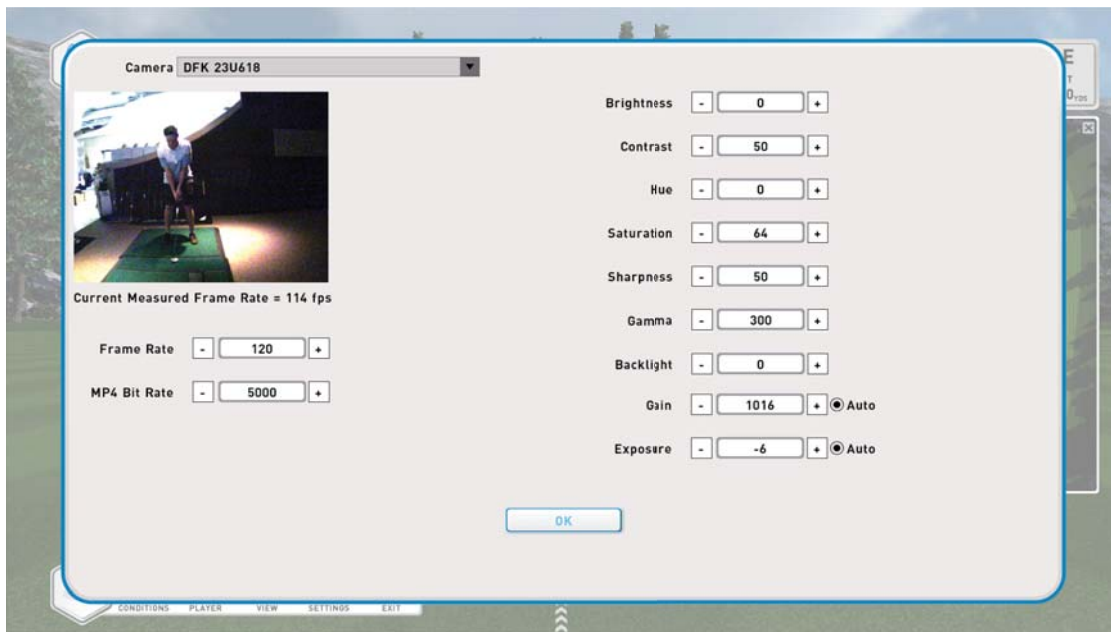 Camera DFK 23U618
Current Measured Frame Rate = 114 fps
Frame Rate - 120 +
MP4 Bit Rate - 5000 +
Brightness - 0 +
Contrast - 50 +
Hue - 0 +
Saturation - 64 +
Sharpness - 50 +
Gamma - 300 +
Backlight - 0 +
Gain - 1016 + Auto
Exposure - -6 + Auto
OK
E
T
0 YDS
CONDITIONS PLAYER VIEW SETTINGS EXIT